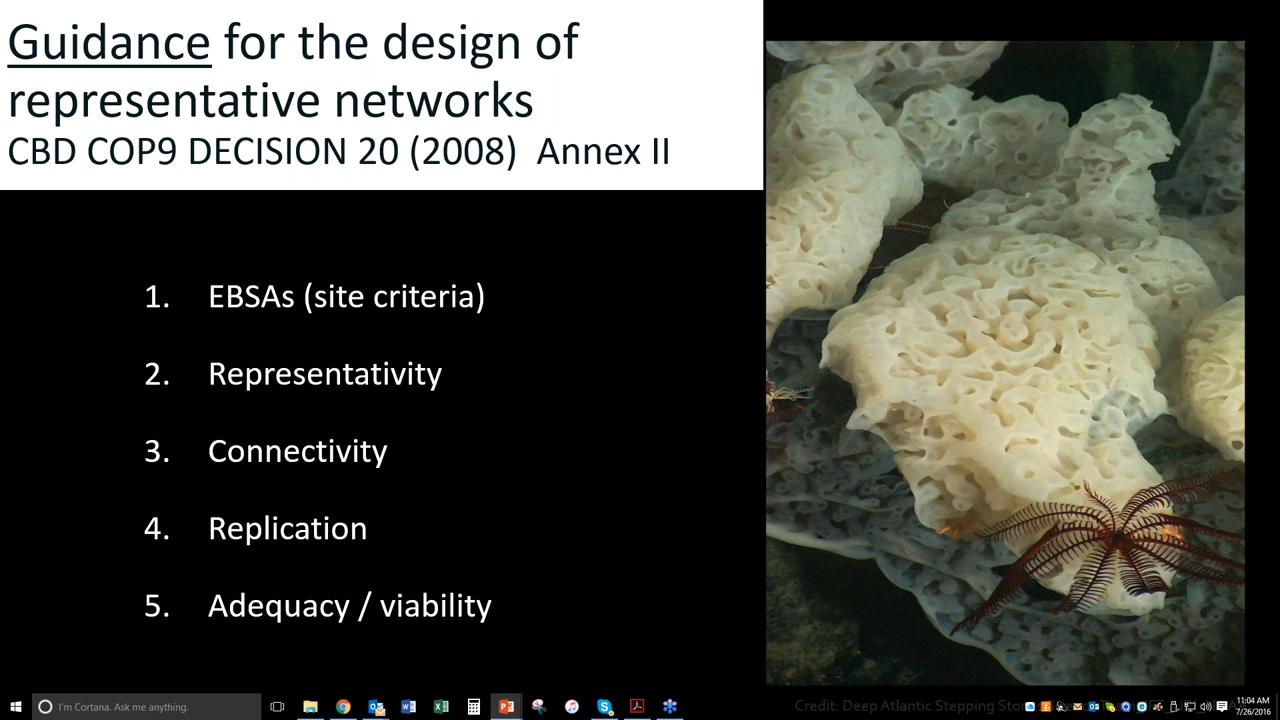 Guidance for the design of
representative networks
CBD COP9 DECISION 20 (2008) Annex II
1. EBSAs (site criteria)
2. Representativity
3. Connectivity
4. Replication
5. Adequacy / viability
Credit: Deep Atlantic Stepping
I'm Cortana. Ask me anything.
11:04 AM
7/26/2016